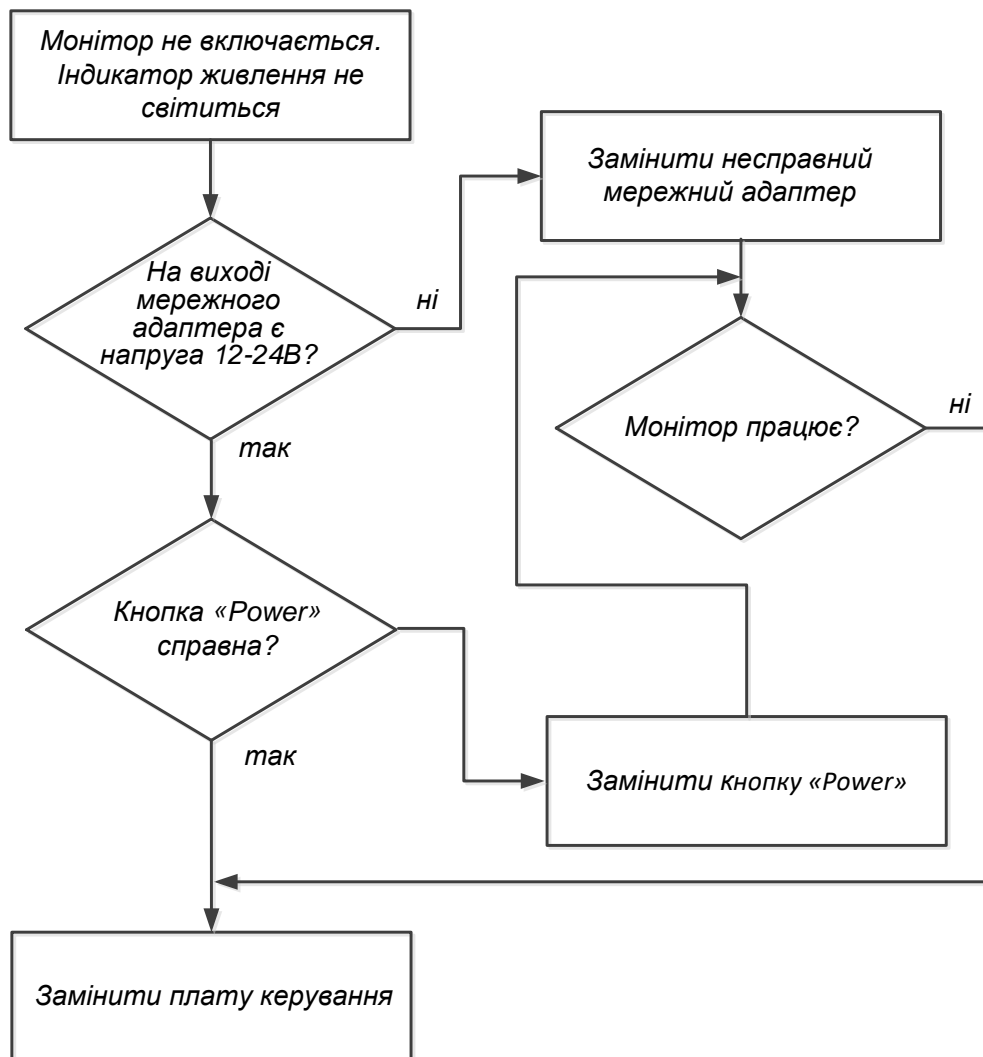 Монітор не включається.
Індикатор живлення не
світиться
Замінити несправний
мережний адаптер
На виході
мережного
адаптера є
напруга 12-24В?
ні
Монітор працює?
ні
так
Кнопка «Power»
справна?
так
Замінити кнопку «Power»
Замінити плату керування